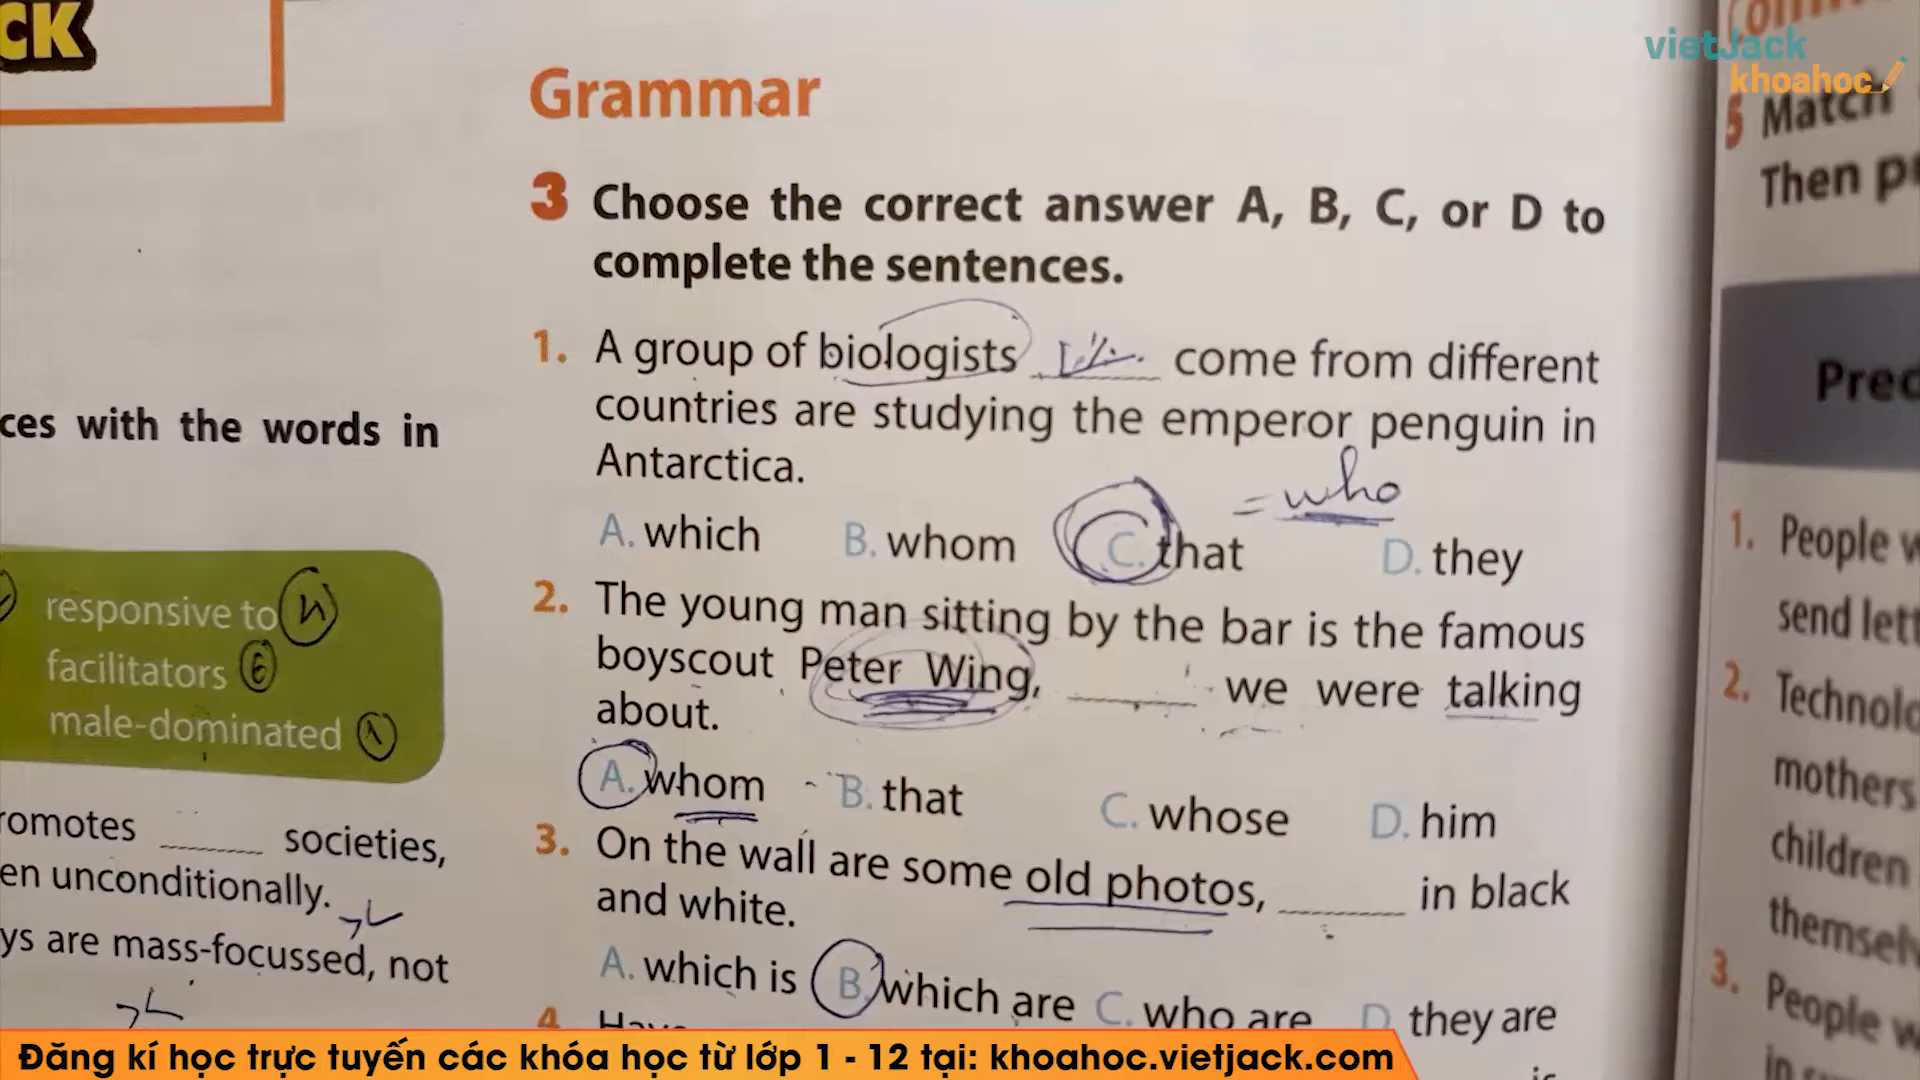 CK
vietJack
khoahoc
Grammar
3 Choose the correct answer A, B, C, or D to
complete the sentences.
1. A group of biologists ______ come from different
countries are studying the emperor penguin in
Antarctica.
= who
A. which B. whom C. that D. they
2. The young man sitting by the bar is the famous
boyscout Peter Wing, ______ we were talking
about.
A. whom B. that C. whose D. him
3. On the wall are some old photos, ______ in black
and white.
A. which is B. which are C. who are D. they are
4
ces with the words in
responsive to
facilitators
male-dominated
romotes ______ societies,
en unconditionally.
ys are mass-focussed, not
5 Match
Then
1. People
send
2.
mothers
children
3. People
Đăng kí học trực tuyến các khóa học từ lớp 1 - 12 tại: khoahoc.vietjack.com